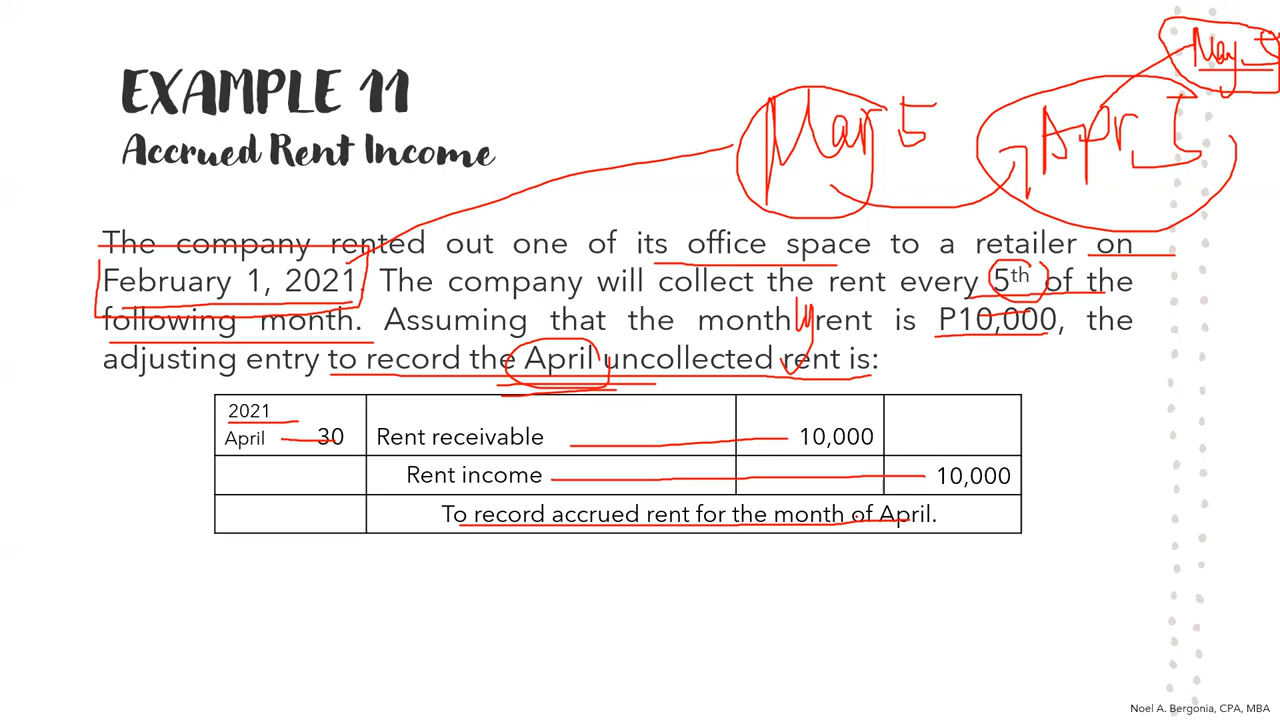 EXAMPLE 11
Accrued Rent Income
Mar 5
Apr 5
May 5
The company rented out one of its office space to a retailer on
February 1, 2021. The company will collect the rent every 5th of the
following month. Assuming that the monthly rent is P10,000, the
adjusting entry to record the April uncollected rent is:
2021
April 30 Rent receivable 10,000
Rent income 10,000
To record accrued rent for the month of April.
Noel A. Bergonia, CPA, MBA